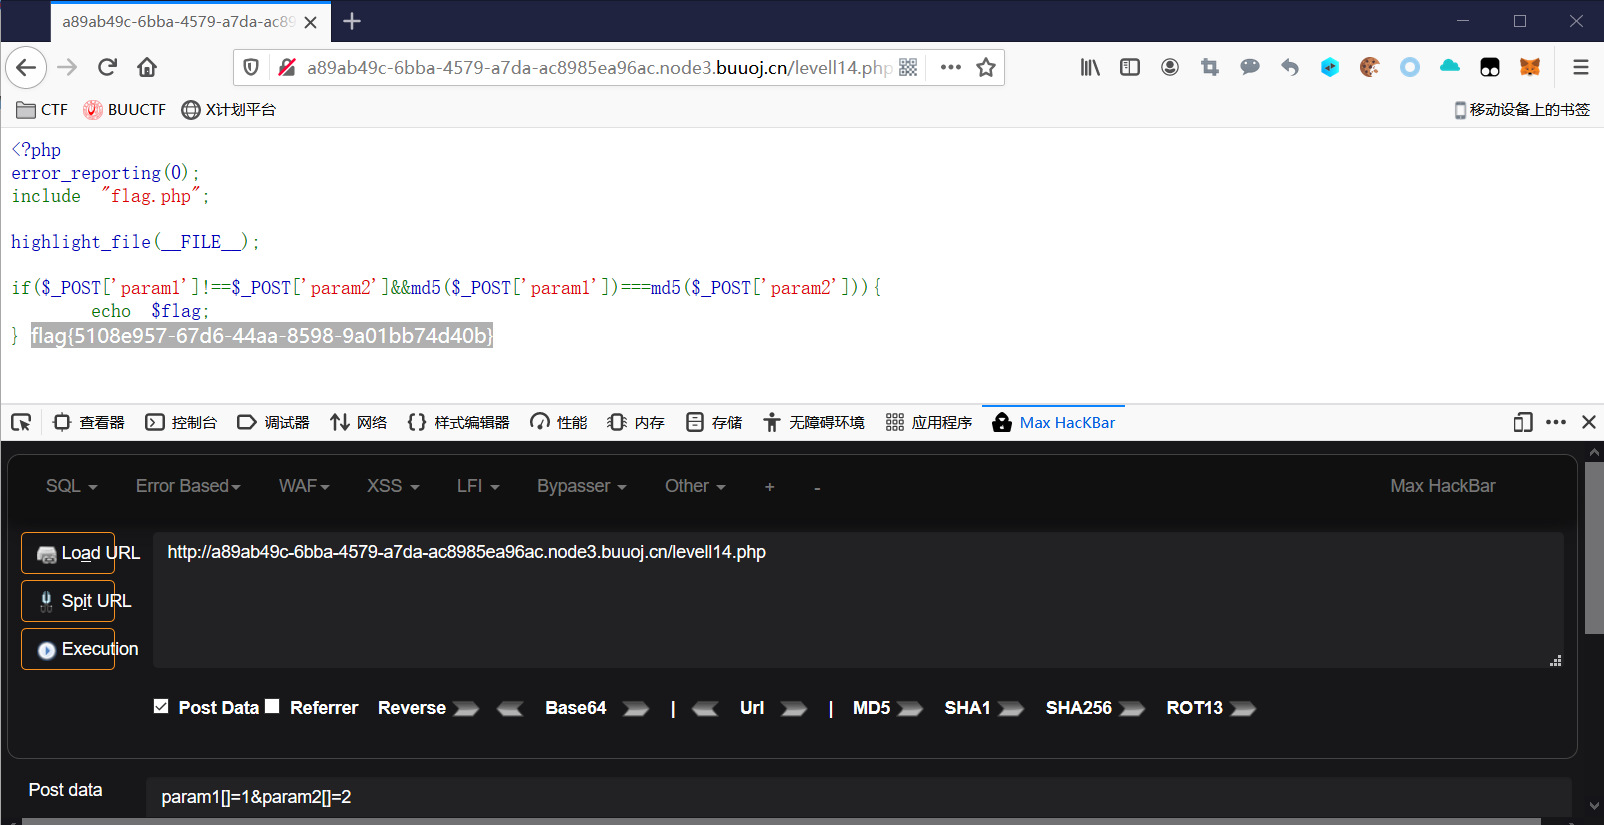 a89ab49c-6bba-4579-a7da-ac89
a89ab49c-6bba-4579-a7da-ac8985ea96ac.node3.buuoj.cn/levell14.php
CTF BUUCTF X计划平台 移动设备上的书签
<?php
error_reporting(0);
include "flag.php";
highlight_file(__FILE__);
if($_POST['param1']!==$_POST['param2']&&md5($_POST['param1'])===md5($_POST['param2'])){
echo $flag;
} flag{5108e957-67d6-44aa-8598-9a01bb74d40b}
查看器 控制台 调试器 网络 {} 样式编辑器 性能 内存 存储 无障碍环境 应用程序 Max HacKBar
SQL Error Based WAF XSS LFI Bypasser Other + - Max HackBar
Load URL http://a89ab49c-6bba-4579-a7da-ac8985ea96ac.node3.buuoj.cn/levell14.php
Spit URL
Execution
Post Data Referrer Reverse Base64 | Url | MD5 SHA1 SHA256 ROT13
Post data param1[]=1&param2[]=2